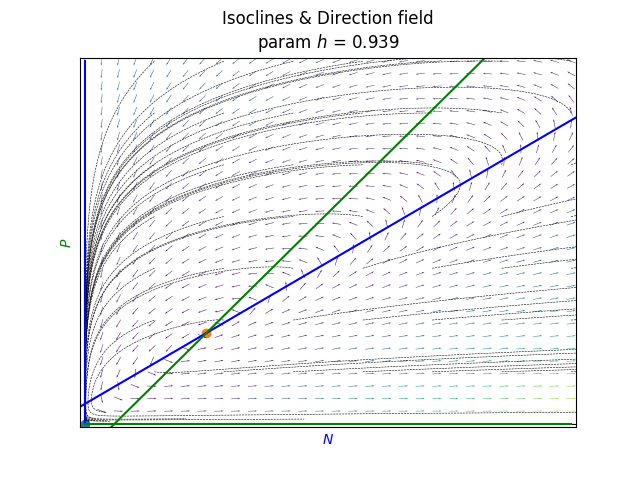 Isoclines & Direction field
param h = 0.939
P
N